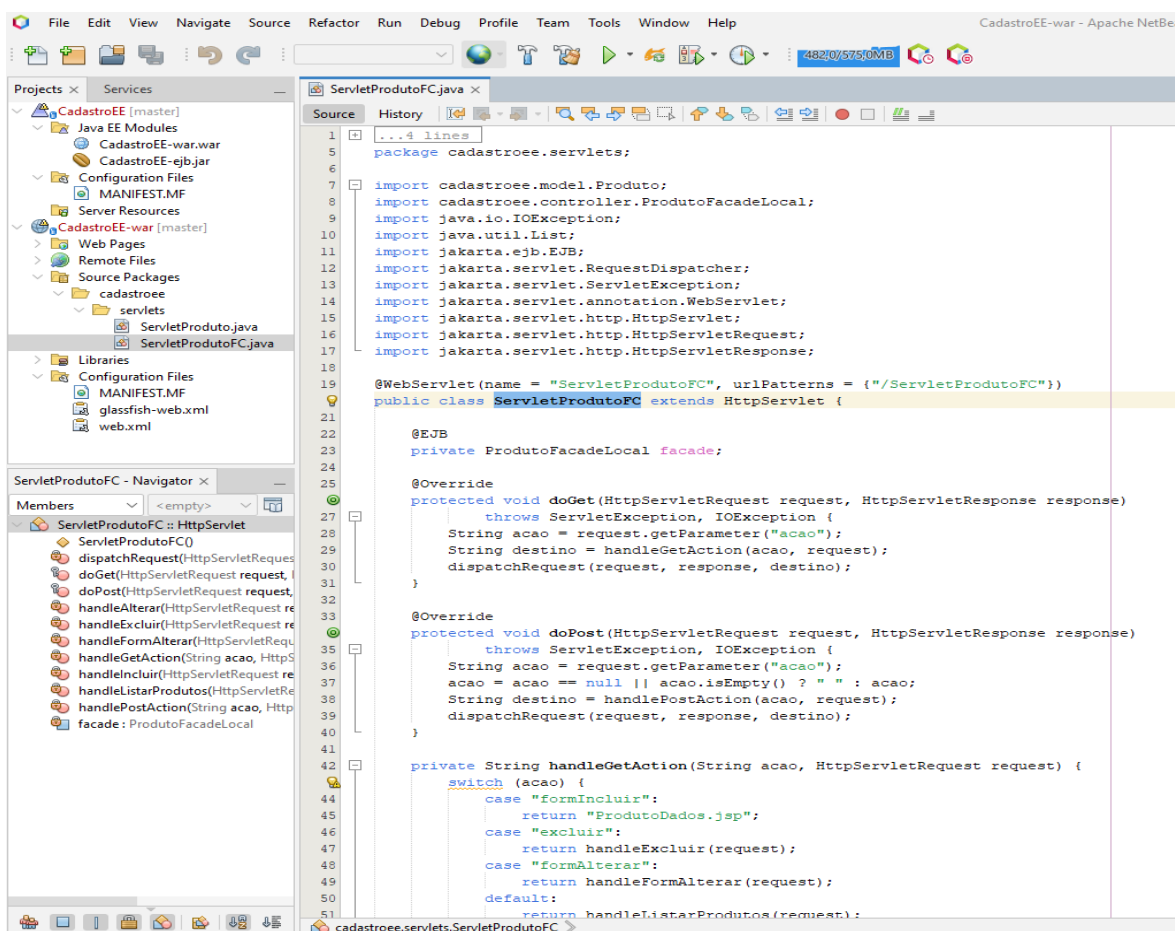 File Edit View Navigate Source Refactor Run Debug Profile Team Tools Window Help
CadastroEE-war - Apache NetBe
482,0/575,0MB
Projects ×
Services
CadastroEE [master]
Java EE Modules
CadastroEE-war.war
CadastroEE-ejb.jar
Configuration Files
MANIFEST.MF
Server Resources
CadastroEE-war [master]
Web Pages
Remote Files
Source Packages
cadastroee
servlets
ServletProduto.java
ServletProdutoFC.java
Libraries
Configuration Files
MANIFEST.MF
glassfish-web.xml
web.xml
ServletProdutoFC - Navigator ×
Members
<empty>
ServletProdutoFC :: HttpServlet
ServletProdutoFC()
dispatchRequest(HttpServletReques
doGet(HttpServletRequest request,
doPost(HttpServletRequest request,
handleAlterar(HttpServletRequest re
handleExcluir(HttpServletRequest re
handleFormAlterar(HttpServletRequ
handleGetAction(String acao, HttpS
handleIncluir(HttpServletRequest re
handleListarProdutos(HttpServletRe
handlePostAction(String acao, Http
facade : ProdutoFacadeLocal
ServletProdutoFC.java ×
Source
History
1 ...4 lines
5 package cadastroee.servlets;
6
7 import cadastroee.model.Produto;
8 import cadastroee.controller.ProdutoFacadeLocal;
9 import java.io.IOException;
10 import java.util.List;
11 import jakarta.ejb.EJB;
12 import jakarta.servlet.RequestDispatcher;
13 import jakarta.servlet.ServletException;
14 import jakarta.servlet.annotation.WebServlet;
15 import jakarta.servlet.http.HttpServlet;
16 import jakarta.servlet.http.HttpServletRequest;
17 import jakarta.servlet.http.HttpServletResponse;
18
19 @WebServlet(name = "ServletProdutoFC", urlPatterns = {"/ServletProdutoFC"})
public class ServletProdutoFC extends HttpServlet {
21
22 @EJB
23 private ProdutoFacadeLocal facade;
24
25 @Override
protected void doGet(HttpServletRequest request, HttpServletResponse response)
27 throws ServletException, IOException {
28 String acao = request.getParameter("acao");
29 String destino = handleGetAction(acao, request);
30 dispatchRequest(request, response, destino);
31 }
32
33 @Override
protected void doPost(HttpServletRequest request, HttpServletResponse response)
35 throws ServletException, IOException {
36 String acao = request.getParameter("acao");
37 acao = acao == null || acao.isEmpty() ? " " : acao;
38 String destino = handlePostAction(acao, request);
39 dispatchRequest(request, response, destino);
40 }
41
42 private String handleGetAction(String acao, HttpServletRequest request) {
switch (acao) {
44 case "formIncluir":
45 return "ProdutoDados.jsp";
46 case "excluir":
47 return handleExcluir(request);
48 case "formAlterar":
49 return handleFormAlterar(request);
50 default:
51 return handleListarProdutos(request);
cadastroee.servlets.ServletProdutoFC